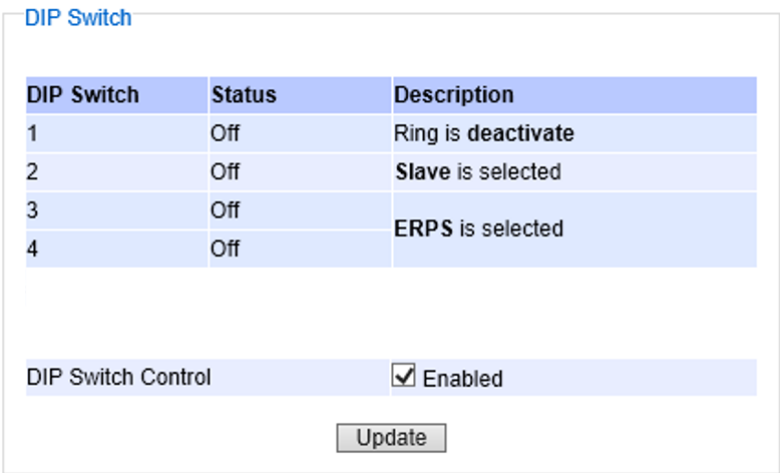 DIP Switch
DIP Switch Status Description
1 Off Ring is deactivate
2 Off Slave is selected
3 Off
ERPS is selected
4 Off
DIP Switch Control Enabled
Update